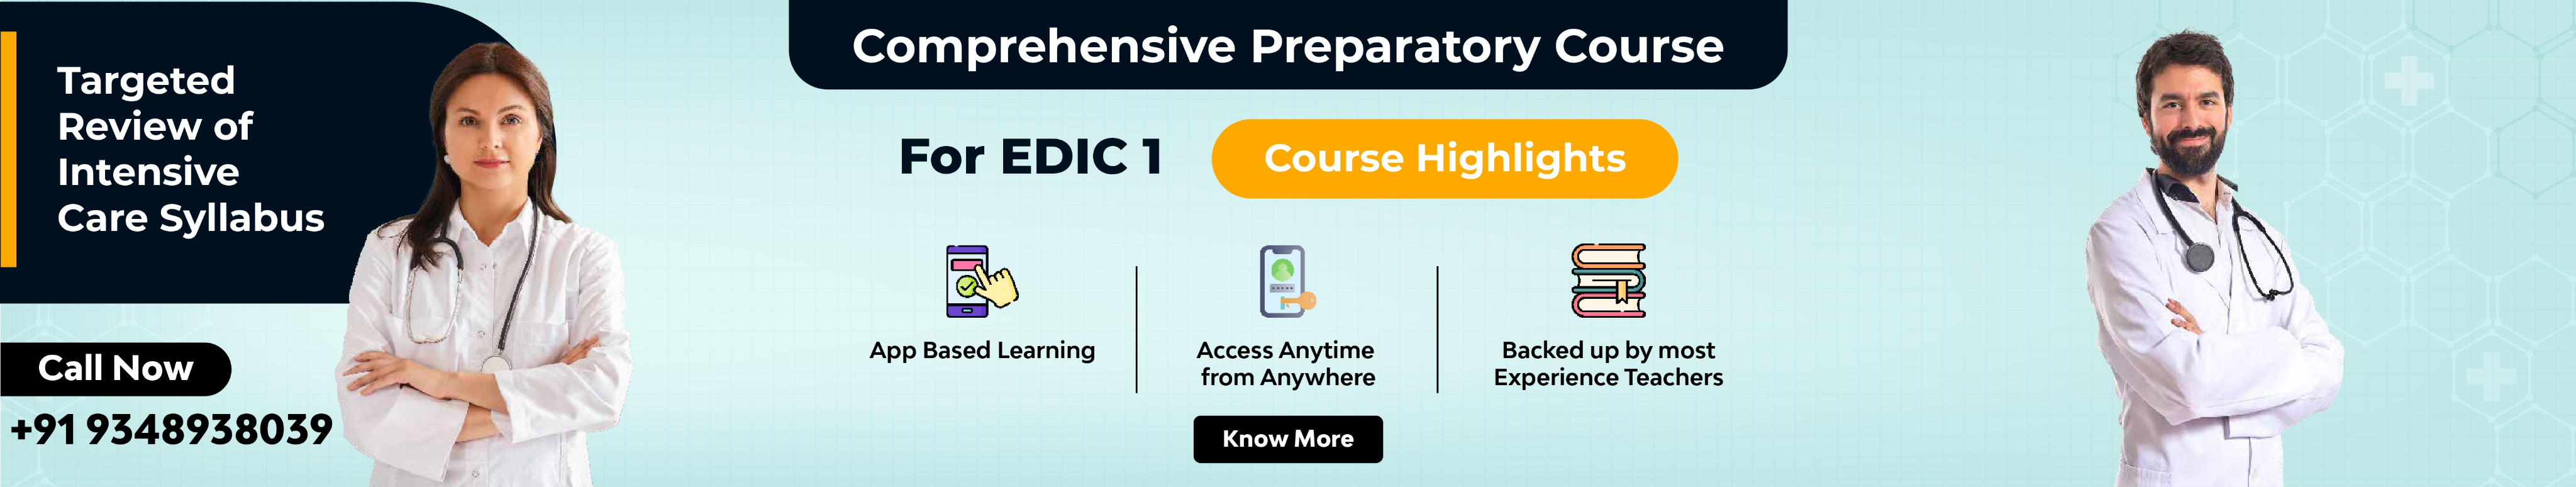 Targeted
Review of
Intensive
Care Syllabus
Call Now
+91 9348938039
Comprehensive Preparatory Course
For EDIC 1
Course Highlights
App Based Learning
Access Anytime
from Anywhere
Backed up by most
Experience Teachers
Know More